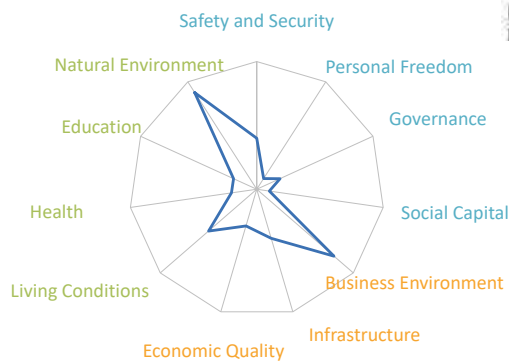 Safety and Security
Personal Freedom
Governance
Social Capital
Business Environment
Infrastructure
Economic Quality
Living Conditions
Health
Education
Natural Environment